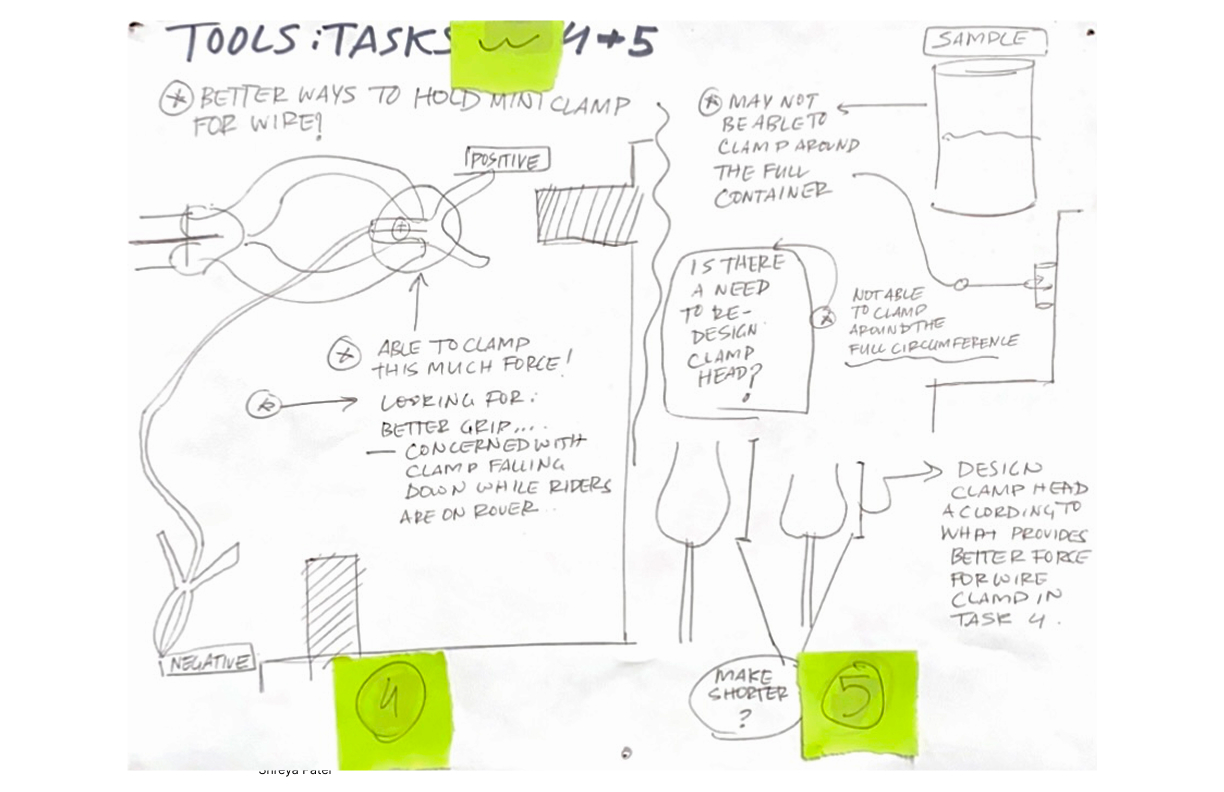 TOOLS: TASKS 4+5
* BETTER WAYS TO HOLD MINI CLAMP
FOR WIRE!
POSITIVE
+
* ABLE TO CLAMP
THIS MUCH FORCE!
* LOOKING FOR:
BETTER GRIP....
— CONCERNED WITH
CLAMP FALLING
DOWN WHILE RIDERS
ARE ON ROVER..
NEGATIVE
4
SAMPLE
* MAY NOT
BE ABLE TO
CLAMP AROUND
THE FULL
CONTAINER
IS THERE
A NEED
TO RE-
DESIGN
CLAMP
HEAD?
* NOT ABLE
TO CLAMP
AROUND THE
FULL CIRCUMFERENCE
DESIGN
CLAMP HEAD
ACLORDING TO
WHAT PROVIDES
BETTER FORCE
FOR WIRE
CLAMP IN
TASK 4.
MAKE
SHORTER
?
5
Shreya Patel